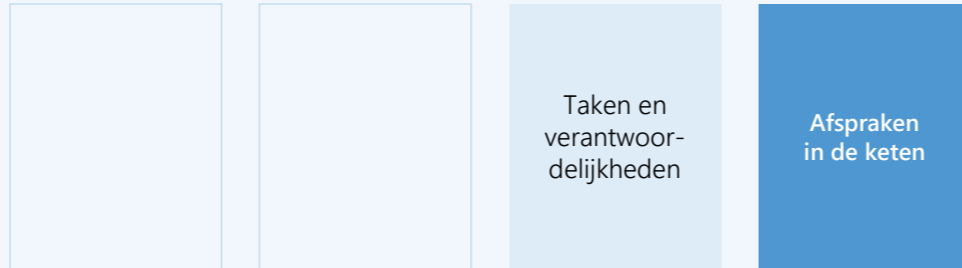 Taken en
verantwoor-
delijkheden
Afspraken
in de keten